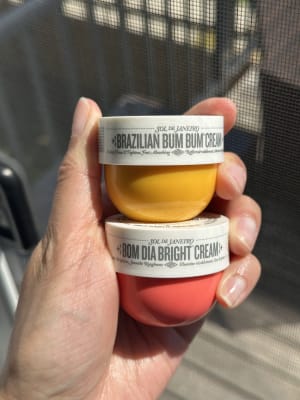 SOL DE JANEIRO
BRAZILIAN BUM BUM CREAM
SOL DE JANEIRO
BOM DIA BRIGHT CREAM